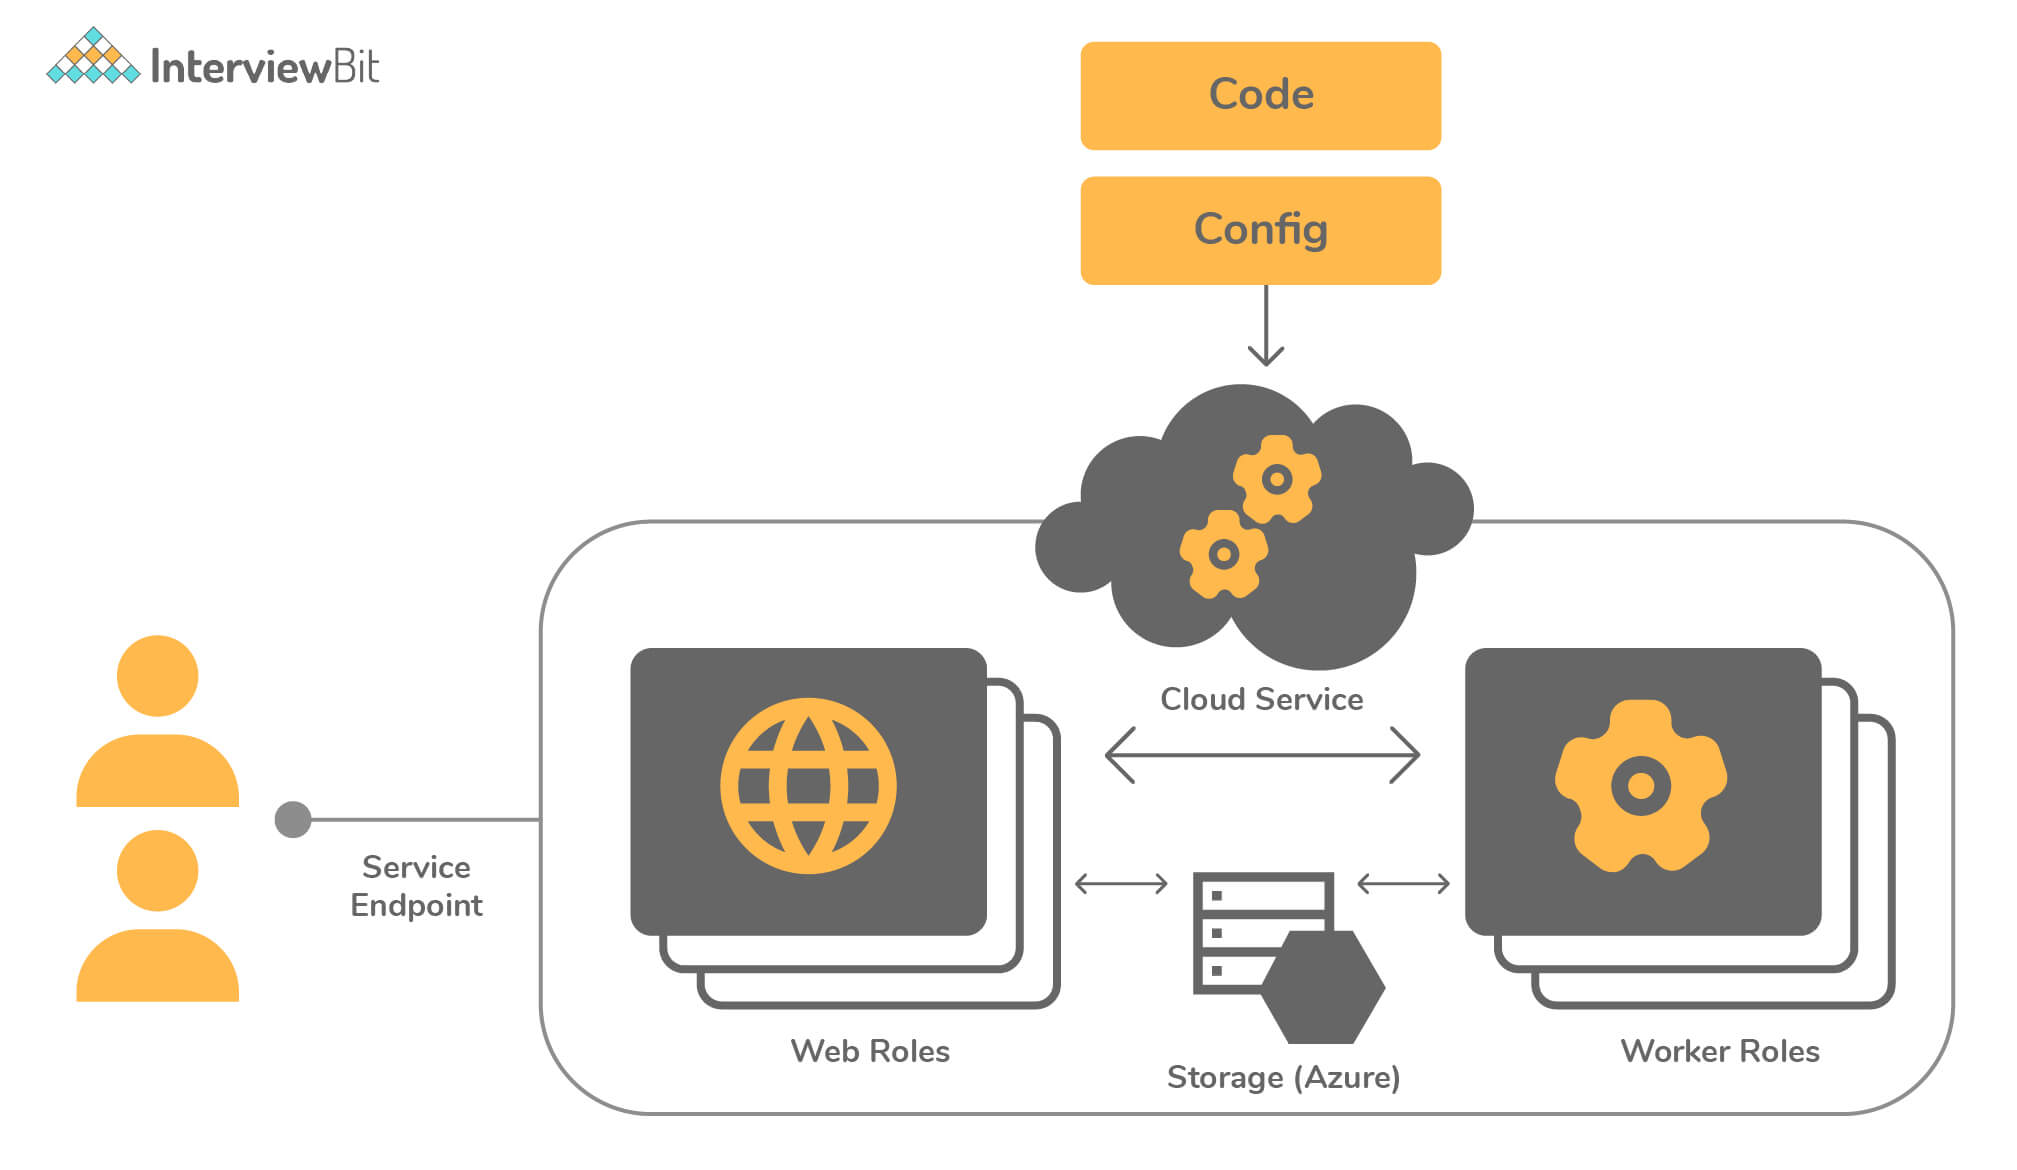 InterviewBit
Code
Config
Cloud Service
Service
Endpoint
Web Roles
Storage (Azure)
Worker Roles